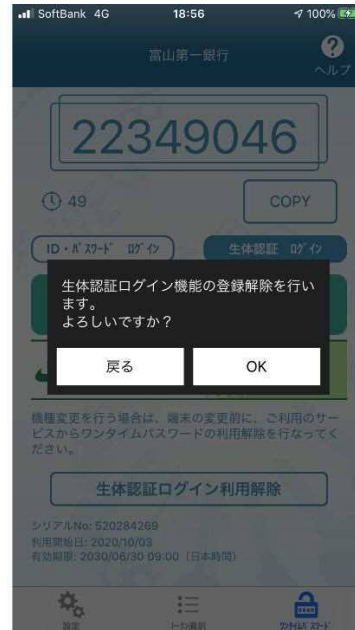 SoftBank 4G 18:56 100%
富山第一銀行
ヘルプ
22349046
49
COPY
ID・ﾊﾟｽﾜｰﾄﾞ ﾛｸﾞｲﾝ 生体認証 ﾛｸﾞｲﾝ
生体認証ログイン機能の登録解除を行い
ます。
よろしいですか？
戻る OK
機種変更を行う場合は、端末の変更前に、ご利用のサー
ビスからワンタイムパスワードの利用解除を行なってく
ださい。
生体認証ログイン利用解除
シリアルNo: 520284269
利用開始日: 2020/10/03
有効期限: 2030/06/30 09:00（日本時間）
設定 ﾄｰｸﾝ選択 ﾜﾝﾀｲﾑﾊﾟｽﾜｰﾄﾞ